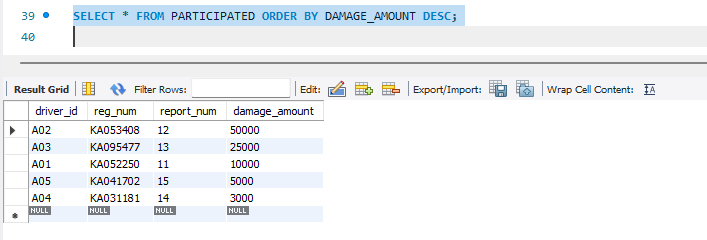 39 SELECT * FROM PARTICIPATED ORDER BY DAMAGE_AMOUNT DESC;
40
Result Grid Filter Rows: Edit: Export/Import: Wrap Cell Content:
driver_id reg_num report_num damage_amount
A02 KA053408 12 50000
A03 KA095477 13 25000
A01 KA052250 11 10000
A05 KA041702 15 5000
A04 KA031181 14 3000
NULL NULL NULL NULL